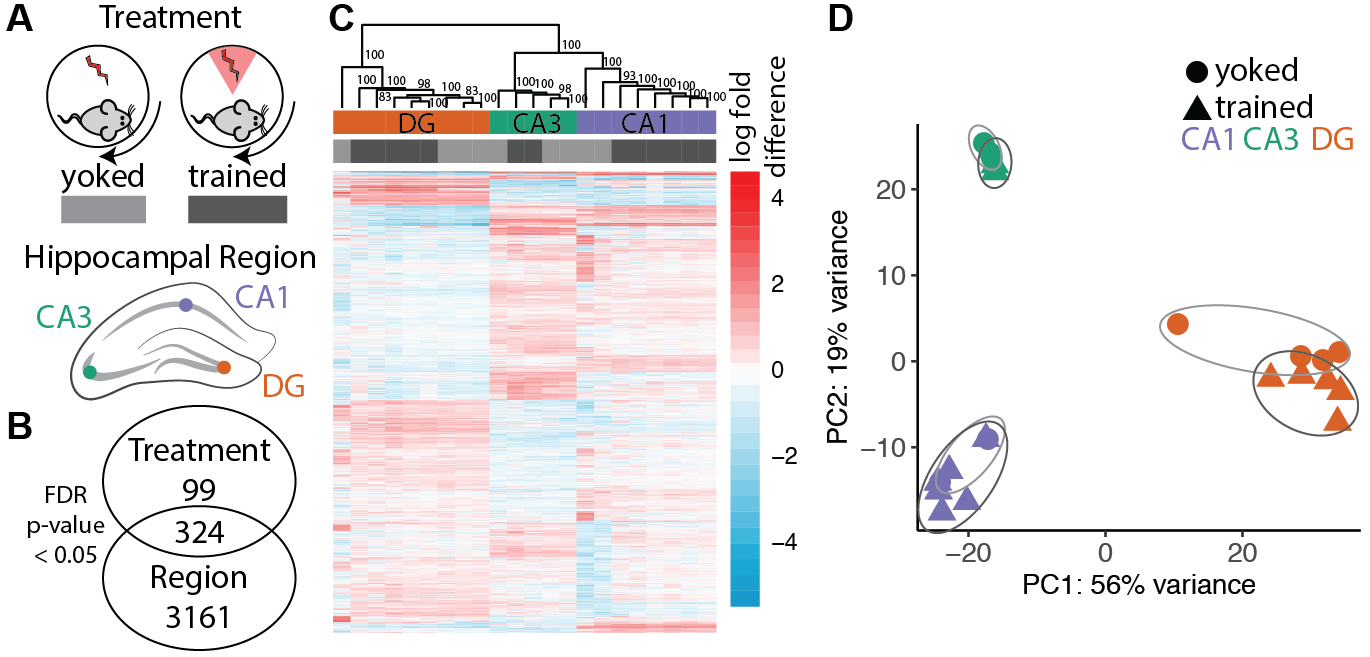 A
Treatment
yoked
trained
Hippocampal Region
CA3
CA1
DG
B
Treatment
99
324
Region
3161
FDR
p-value
< 0.05
C
100
100
100
100
100
98
83
100
100
83
100
100
100
100
98
100
100
93
100
100
100
100
100
DG
CA3
CA1
log fold
difference
4
2
0
−2
−4
D
yoked
trained
CA1 CA3 DG
PC2: 19% variance
20
10
0
−10
−20
0
20
PC1: 56% variance